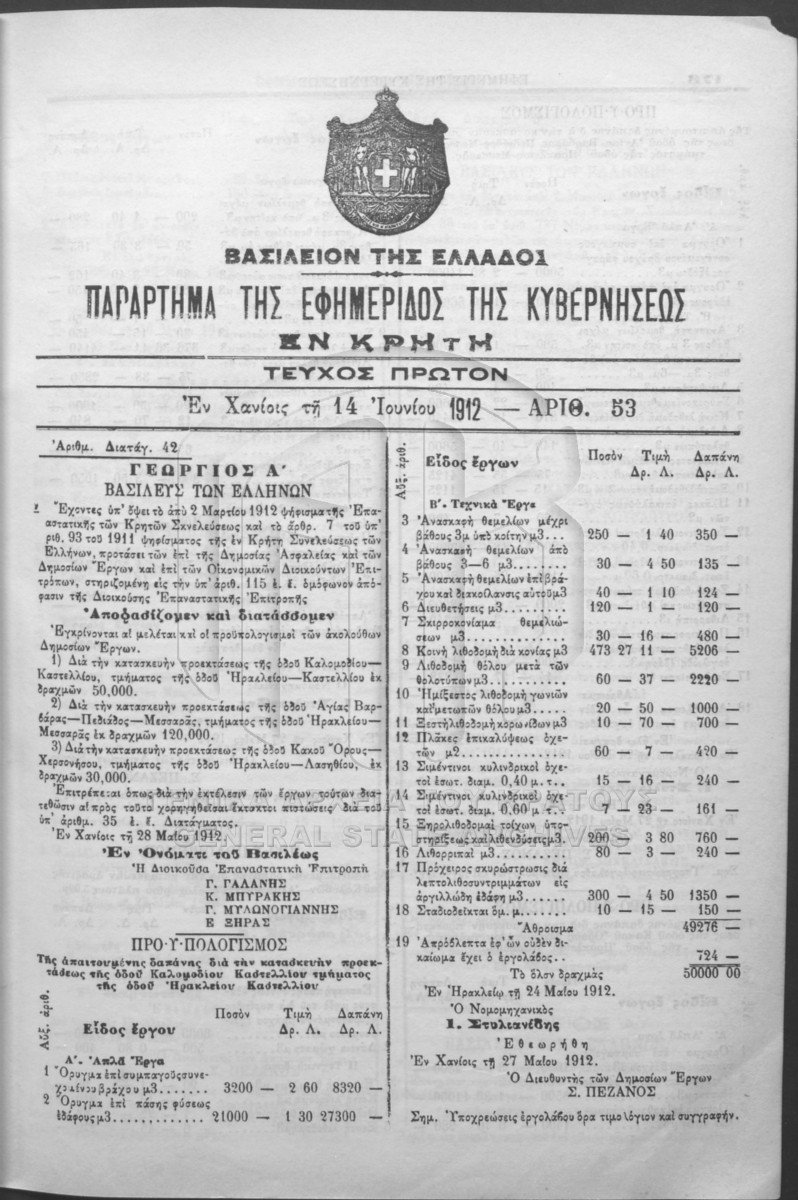 ΒΑΣΙΛΕΙΟΝ ΤΗΣ ΕΛΛΑΔΟΣ
ΠΑΡΑΡΤΗΜΑ ΤΗΣ ΕΦΗΜΕΡΙΔΟΣ ΤΗΣ ΚΥΒΕΡΝΗΣΕΩΣ
ΕΝ ΚΡΗΤΗ
ΤΕΥΧΟΣ ΠΡΩΤΟΝ
Ἐν Χανίοις τῇ 14 Ἰουνίου 1912 — ΑΡΙΘ. 53
Ἀριθμ. Διατάγ. 42
ΓΕΩΡΓΙΟΣ Α΄
ΒΑΣΙΛΕΥΣ ΤΩΝ ΕΛΛΗΝΩΝ
Ἔχοντες ὑπ' ὄψει τὸ ἀπὸ 2 Μαρτίου 1912 ψήφισμα τῆς Ἐπα-
στατικῆς τῶν Κρητῶν Σκνελεύσεως καὶ τὸ ἄρθρ. 7 τοῦ ὑπ'
ριθ. 93 τοῦ 1911 ψηφίσματος τῆς ἐν Κρήτῃ Συνελεύσεως τῶν
Ἑλλήνων, προτάσει τῶν ἐπὶ τῆς Δημοσίας Ἀσφαλείας καὶ τῶν
Δημοσίων Ἔργων καὶ ἐπὶ τῶν Οἰκονομικῶν Διοικούντων Ἐπι-
τρόπων, στηριζομένῃ εἰς τὴν ὑπ' ἀριθ. 115 ἐ. ἔ. ὁμόφωνον ἀπό-
φασιν τῆς Διοικούσης Ἐπαναστατικῆς Ἐπιτροπῆς
Ἀποφασίζομεν καὶ διατάσσομεν
Ἐγκρίνονται αἱ μελέται καὶ οἱ προϋπολογισμοὶ τῶν ἀκολούθων
Δημοσίων Ἔργων.
1) Διὰ τὴν κατασκευὴν προεκτάσεως τῆς ὁδοῦ Καλομοδίου—
Καστελλίου, τμήματος τῆς ὁδοῦ Ἡρακλείου—Καστελλίου ἐκ
δραχμῶν 50,000.
2) Διὰ τὴν κατασκευὴν προεκτάσεως τῆς ὁδοῦ Ἁγίας Βαρ-
βάρας—Πεδιάδος—Μεσσαρᾶς, τμήματος τῆς ὁδοῦ Ἡρακλείου—
Μεσσαρᾶς ἐκ δραχμῶν 120,000.
3) Διὰ τὴν κατασκευὴν προεκτάσεως τῆς ὁδοῦ Κακοῦ Ὄρους—
Χερσονήσου, τμήματος τῆς ὁδοῦ Ἡρακλείου—Λασηθίου, ἐκ
δραχμῶν 30,000.
Ἐπιτρέπεται ὅπως διὰ τὴν ἐκτέλεσιν τῶν ἔργων τούτων δια-
τεθῶσιν αἱ πρὸς τοῦτο χορηγηθεῖσαι ἔκτακτοι πιστώσεις διὰ τοῦ
ὑπ' ἀριθμ. 35 ἐ. ἔ. Διατάγματος.
Ἐν Χανίοις τῇ 28 Μαΐου 1912.
Ἐν Ὀνόματι τοῦ Βασιλέως
Ἡ Διοικοῦσα Ἐπαναστατικὴ Ἐπιτροπὴ
Γ. ΓΑΛΑΝΗΣ
Κ. ΜΠΥΡΑΚΗΣ
Γ. ΜΥΛΩΝΟΓΙΑΝΝΗΣ
Ε ΞΗΡΑΣ
ΠΡΟ·Υ·ΠΟΛΟΓΙΣΜΟΣ
Τῆς ἀπαιτουμένης δαπάνης διὰ τὴν κατασκευὴν προεκ-
τάσεως τῆς ὁδοῦ Καλομοδίου Καστελλίου τμήματος
τῆς ὁδοῦ Ἡρακλείου Καστελλίου
Αὔξ. ἀριθ. Εἶδος ἔργου Ποσὸν Τιμὴ Δαπάνη
Δρ. Λ. Δρ. Λ.
Α΄. Ἁπλᾶ Ἔργα
1 Ὄρυγμα ἐπὶ συμπαγοῦς συνε-
χομένου βράχου μ3....... 3200 — 2 60 8320 —
2 Ὄρυγμα ἐπὶ πάσης φύσεως
ἐδάφους μ3............. 21000 — 1 30 27300 —
Αὔξ. ἀριθ. Εἶδος ἔργων Ποσὸν Τιμὴ Δαπάνη
Δρ. Λ. Δρ. Λ.
Β΄. Τεχνικὰ Ἔργα
3 Ἀνασκαφὴ θεμελίων μέχρι
βάθους 3μ ὑπὸ κοίτην μ3... 250 — 1 40 350 —
4 Ἀνασκαφὴ θεμελίων ἀπὸ
βάθους 3—6 μ3........ 30 — 4 50 135 —
5 Ἀνασκαφὴ θεμελίων ἐπὶ βρά-
χου καὶ διακοίλανσις αὐτοῦ μ3 40 — 1 10 124 —
6 Διευθετήσεις μ3......... 120 — 1 — 120 —
7 Σκιρροκονίαμα θεμελιώ-
σεων μ3.............. 30 — 16 — 480 —
8 Κοινὴ λιθοδομὴ διὰ κονίας μ3 473 27 11 — 5206 —
9 Λιθοδομὴ θόλου μετὰ τῶν
θολοτύπων μ3.......... 60 — 37 — 2220 —
10 Ἡμίξεστος λιθοδομὴ γωνιῶν
καὶ μετώπων θόλου μ3..... 20 — 50 — 1000 —
11 Ξεστὴ λιθοδομὴ κορωνίδων μ3 10 — 70 — 700 —
12 Πλάκες ἐπικαλύψεως ὀχε-
τῶν μ2............... 60 — 7 — 420 —
13 Σιμέντινοι κυλινδρικοὶ ὀχε-
τοὶ ἐσωτ. διαμ. 0,40 μ. τ.. 15 — 16 — 240 —
14 Σιμέντινοι κυλινδρικοὶ ὀχε-
τοὶ ἐσωτ. διαμ. 0,60 μ. τ.. 7 — 23 — 161 —
15 Ξηρολιθοδομαὶ τοίχων ὑπο-
στηρίξεως καὶ λιθενδύσεις μ3. 200 — 3 80 760 —
16 Λιθορριπαὶ μ3.......... 80 — 3 — 240 —
17 Πρόχειρος σκυρώστρωσις διὰ
λεπτολιθοσυντριμμάτων εἰς
ἀργιλλώδη ἐδάφη μ3...... 300 — 4 50 1350 —
18 Σταδιοδεῖκται ὁμ. μ....... 10 — 15 — 150 —
Ἄθροισμα 49276 —
19 Ἀπρόβλεπτα ἐφ' ὧν οὐδὲν δι-
καίωμα ἔχει ὁ ἐργολάβος.. 724 —
Τὸ ὅλον δραχμὰς 50000 00
Ἐν Ἡρακλείῳ τῇ 24 Μαΐου 1912.
Ὁ Νομομηχανικὸς
Ι. Στυλιανίδης
Ἐθεωρήθη
Ἐν Χανίοις τῇ 27 Μαΐου 1912.
Ὁ Διευθυντὴς τῶν Δημοσίων Ἔργων
Σ. ΠΕΖΑΝΟΣ
Σημ. Ὑποχρεώσεις ἐργολάβου ὅρα τιμολόγιον καὶ συγγραφήν.
GENERAL STATE ARCHIVES